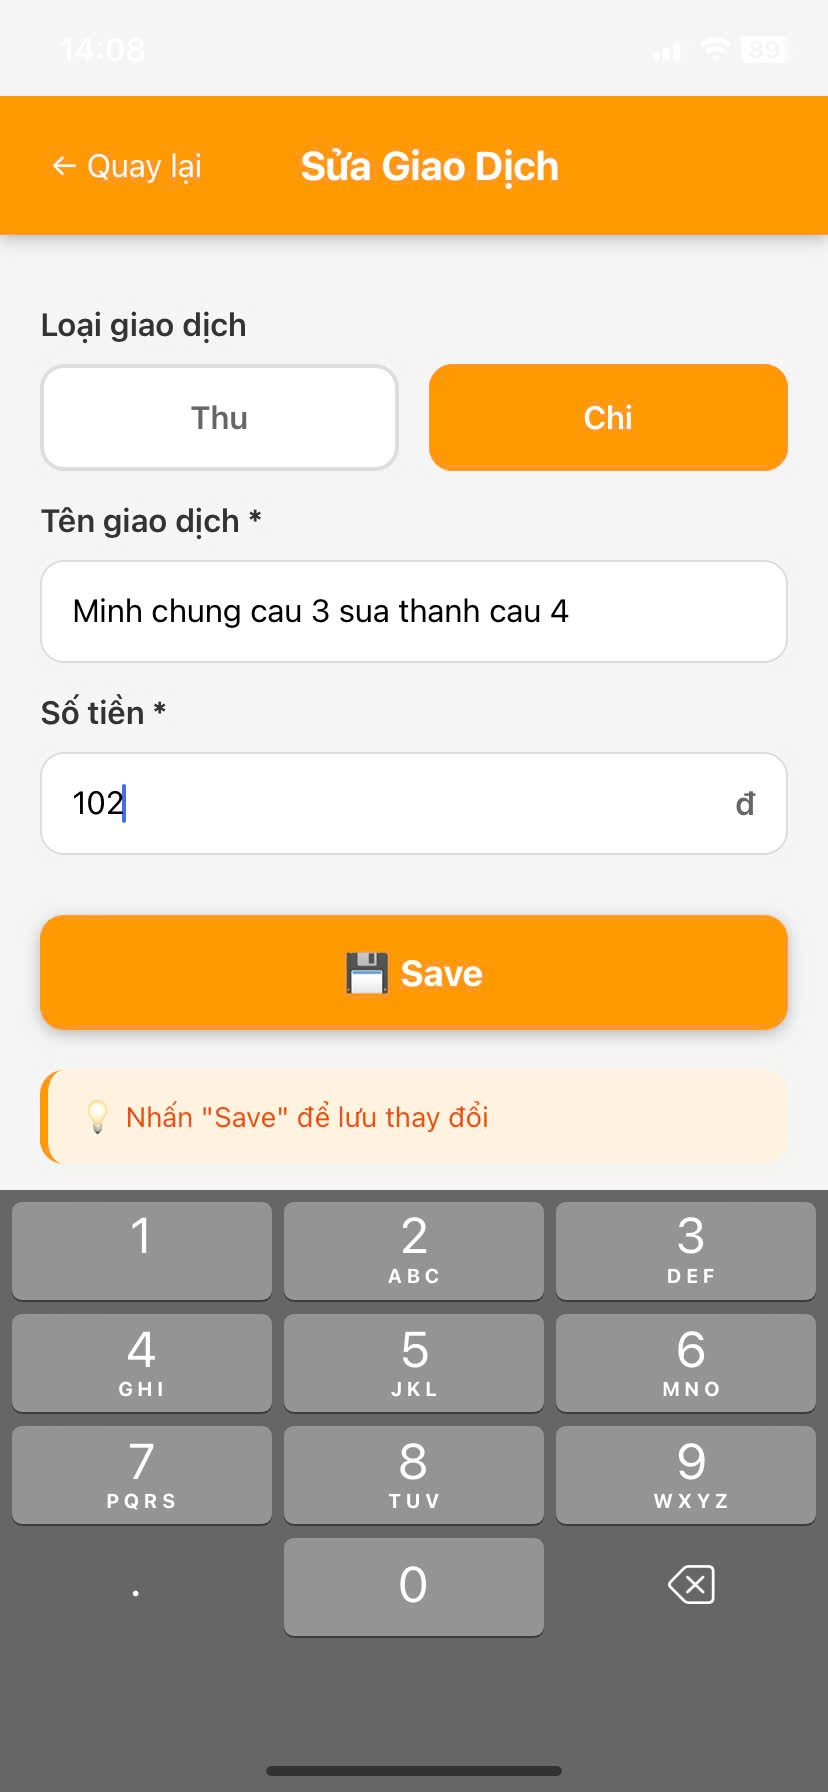 14:08
89
← Quay lại
Sửa Giao Dịch
Loại giao dịch
Thu
Chi
Tên giao dịch *
Minh chung cau 3 sua thanh cau 4
Số tiền *
102
đ
💾 Save
💡 Nhấn "Save" để lưu thay đổi
1
2
3
ABC
DEF
4
5
6
GHI
JKL
MNO
7
8
9
PQRS
TUV
WXYZ
.
0